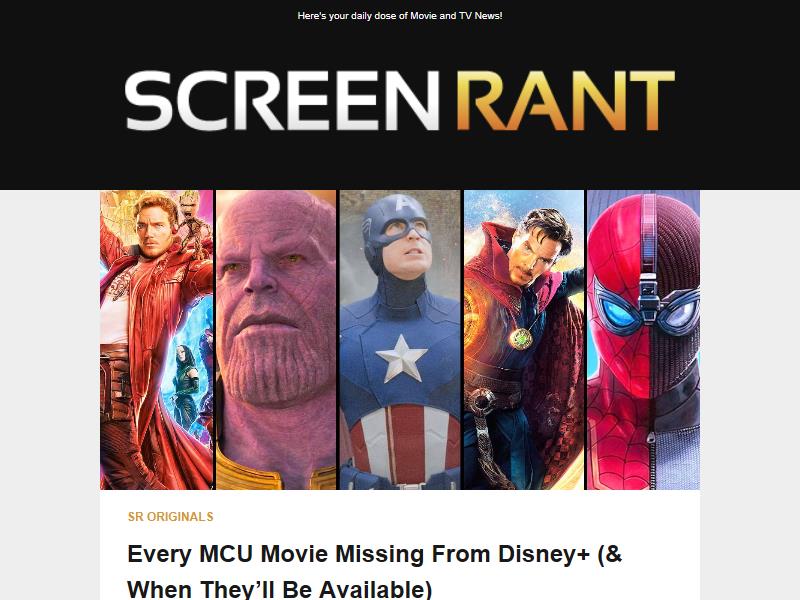 Here's your daily dose of Movie and TV News!
SCREEN RANT
A
SR ORIGINALS
Every MCU Movie Missing From Disney+ (&
When They’ll Be Available)